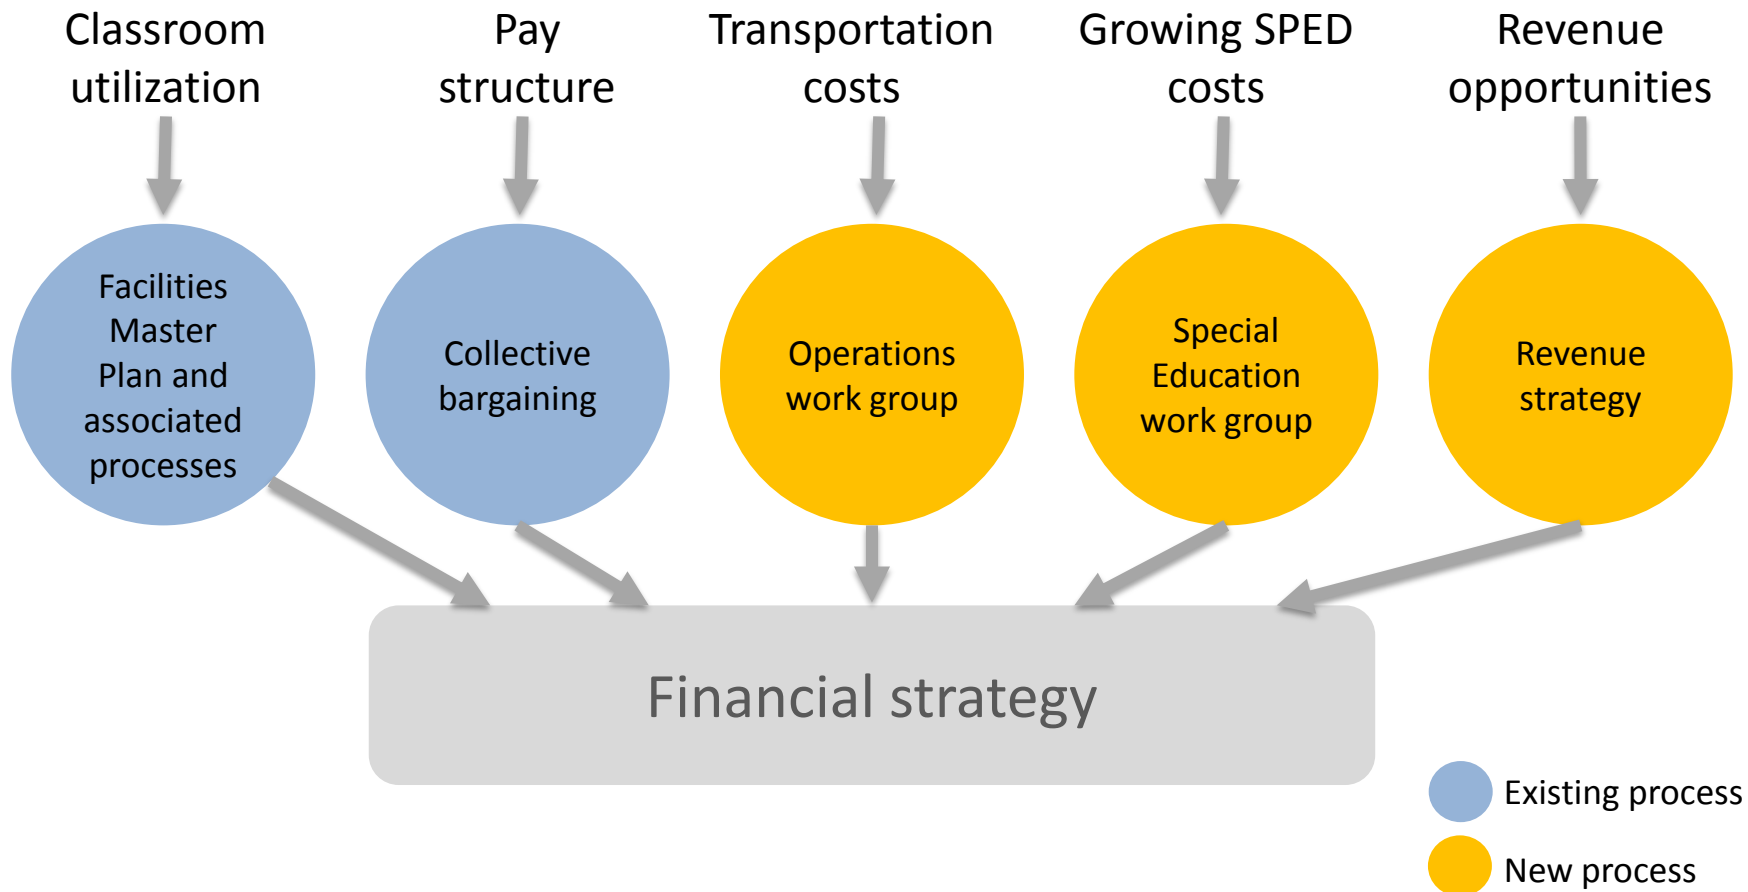 Classroom
utilization
Pay
structure
Transportation
costs
Growing SPED
costs
Revenue
opportunities
Facilities
Master
Plan and
associated
processes
Collective
bargaining
Operations
work group
Special
Education
work group
Revenue
strategy
Financial strategy
Existing process
New process